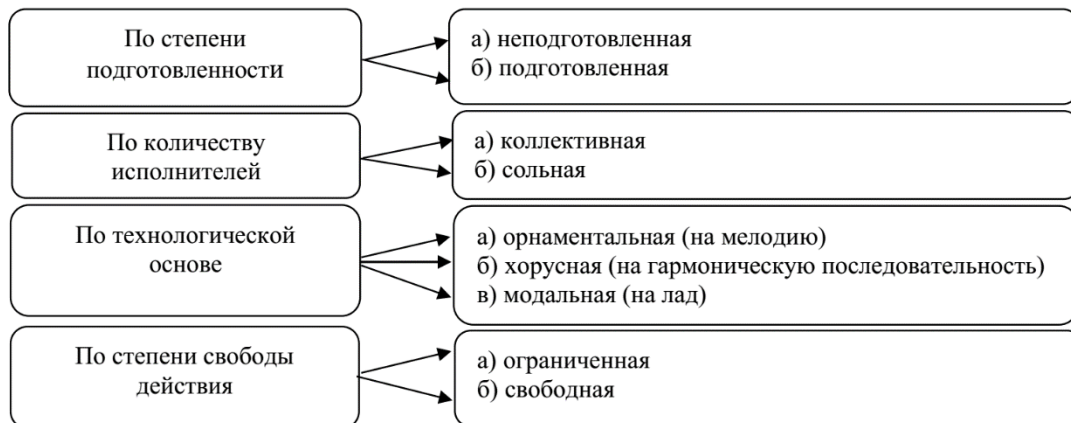 По степени
подготовленности
а) неподготовленная
б) подготовленная
По количеству
исполнителей
а) коллективная
б) сольная
По технологической
основе
а) орнаментальная (на мелодию)
б) хорусная (на гармоническую последовательность)
в) модальная (на лад)
По степени свободы
действия
а) ограниченная
б) свободная